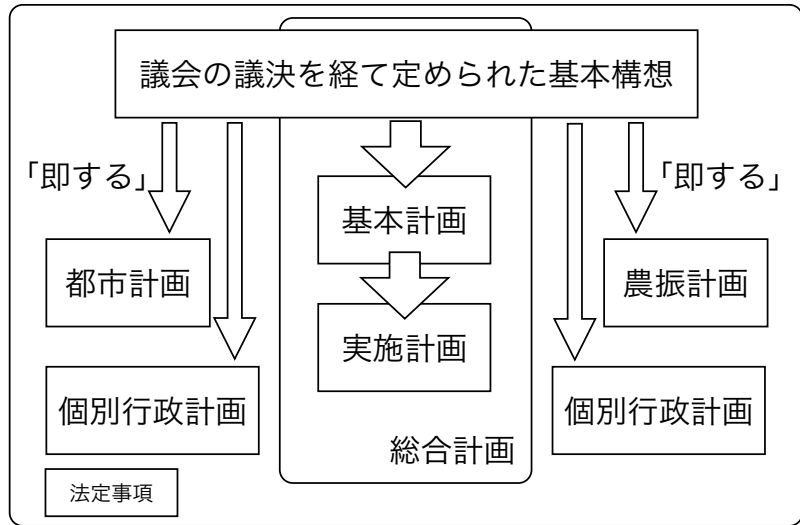 議会の議決を経て定められた基本構想
「即する」
「即する」
基本計画
都市計画
農振計画
実施計画
個別行政計画
個別行政計画
総合計画
法定事項